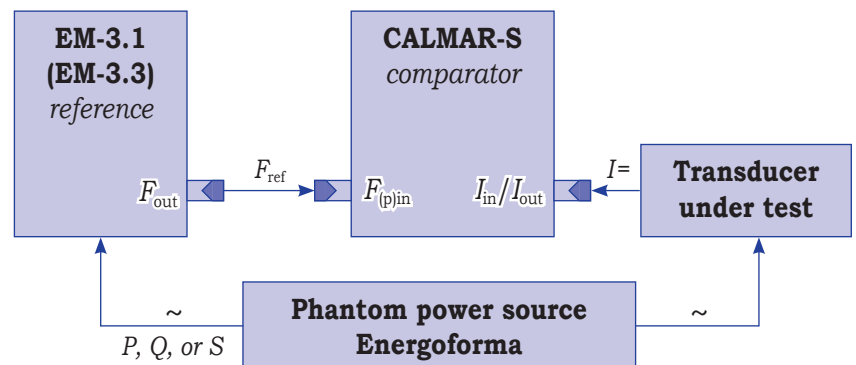 EM-3.1
(EM-3.3)
reference
F_out
F_ref
CALMAR-S
comparator
F_(p)in
I_in/I_out
I=
Transducer
under test
~
P, Q, or S
Phantom power source
Energoforma
~